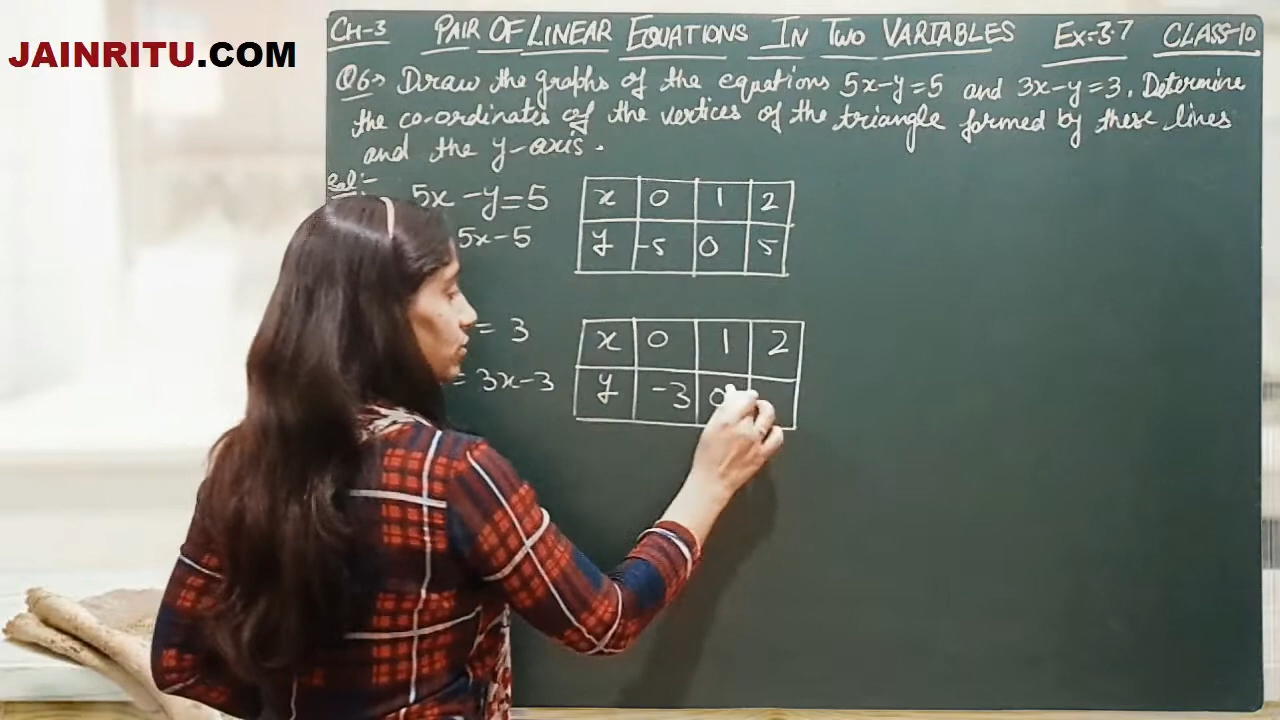 JAINRITU.COM
CH-3 PAIR OF LINEAR EQUATIONS IN TWO VARIABLES EX-3.7 CLASS-10
Q6→ Draw the graphs of the equations 5x-y=5 and 3x-y=3. Determine
the co-ordinates of the vertices of the triangle formed by these lines
and the y-axis.
Sol:-
5x-y=5
5x-5
x 0 1 2
y -5 0 5
= 3
= 3x-3
x 0 1 2
y -3 0